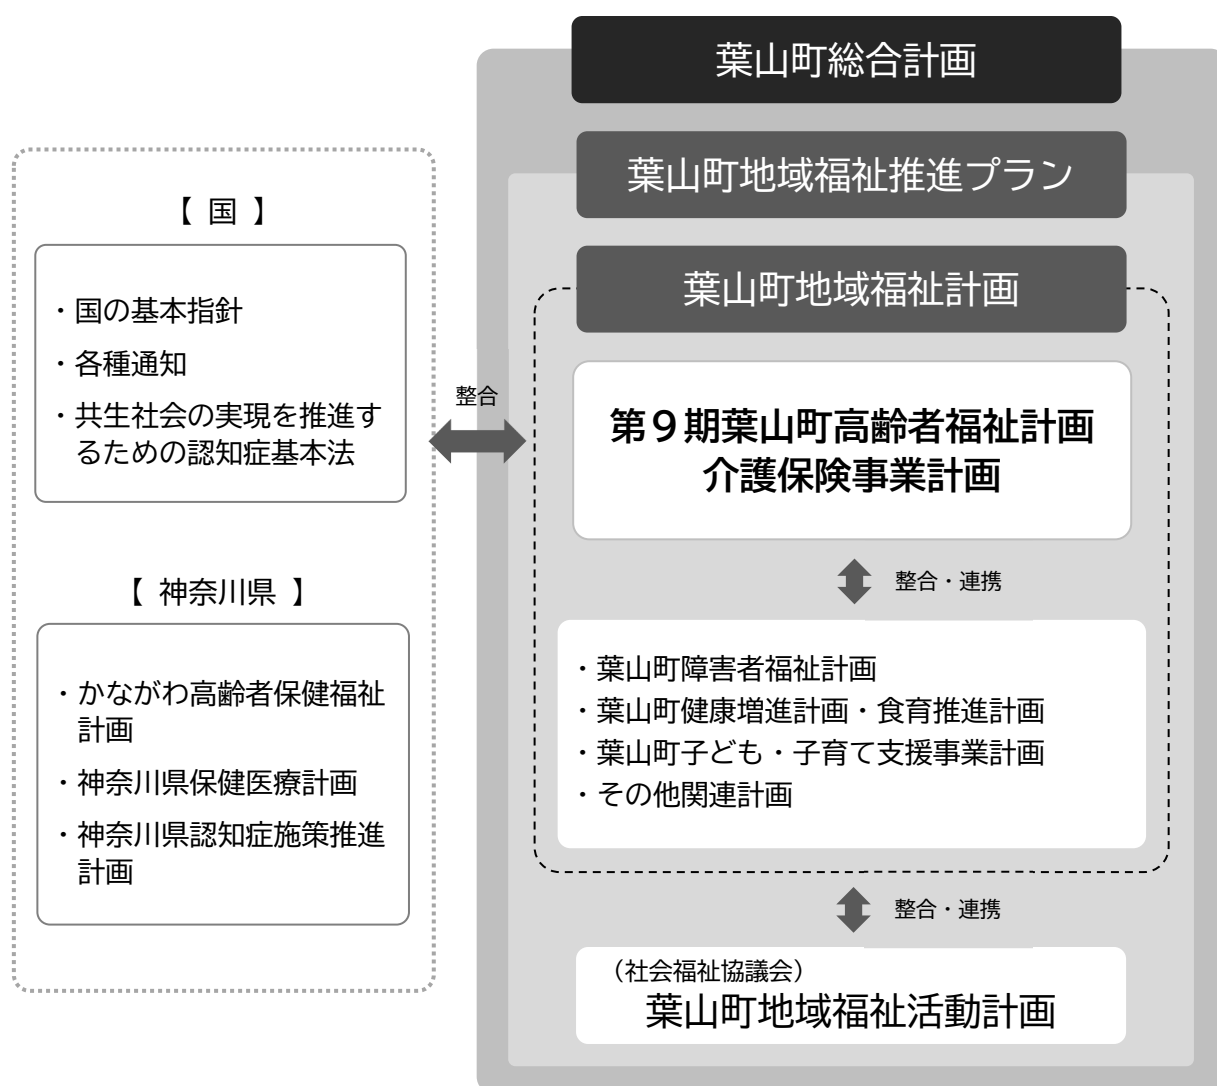 葉山町総合計画
葉山町地域福祉推進プラン
葉山町地域福祉計画
【 国 】
・国の基本指針
・各種通知
・共生社会の実現を推進す
るための認知症基本法
【 神奈川県 】
・かながわ高齢者保健福祉
計画
・神奈川県保健医療計画
・神奈川県認知症施策推進
計画
整合
第９期葉山町高齢者福祉計画
介護保険事業計画
整合・連携
・葉山町障害者福祉計画
・葉山町健康増進計画・食育推進計画
・葉山町子ども・子育て支援事業計画
・その他関連計画
整合・連携
（社会福祉協議会）
葉山町地域福祉活動計画